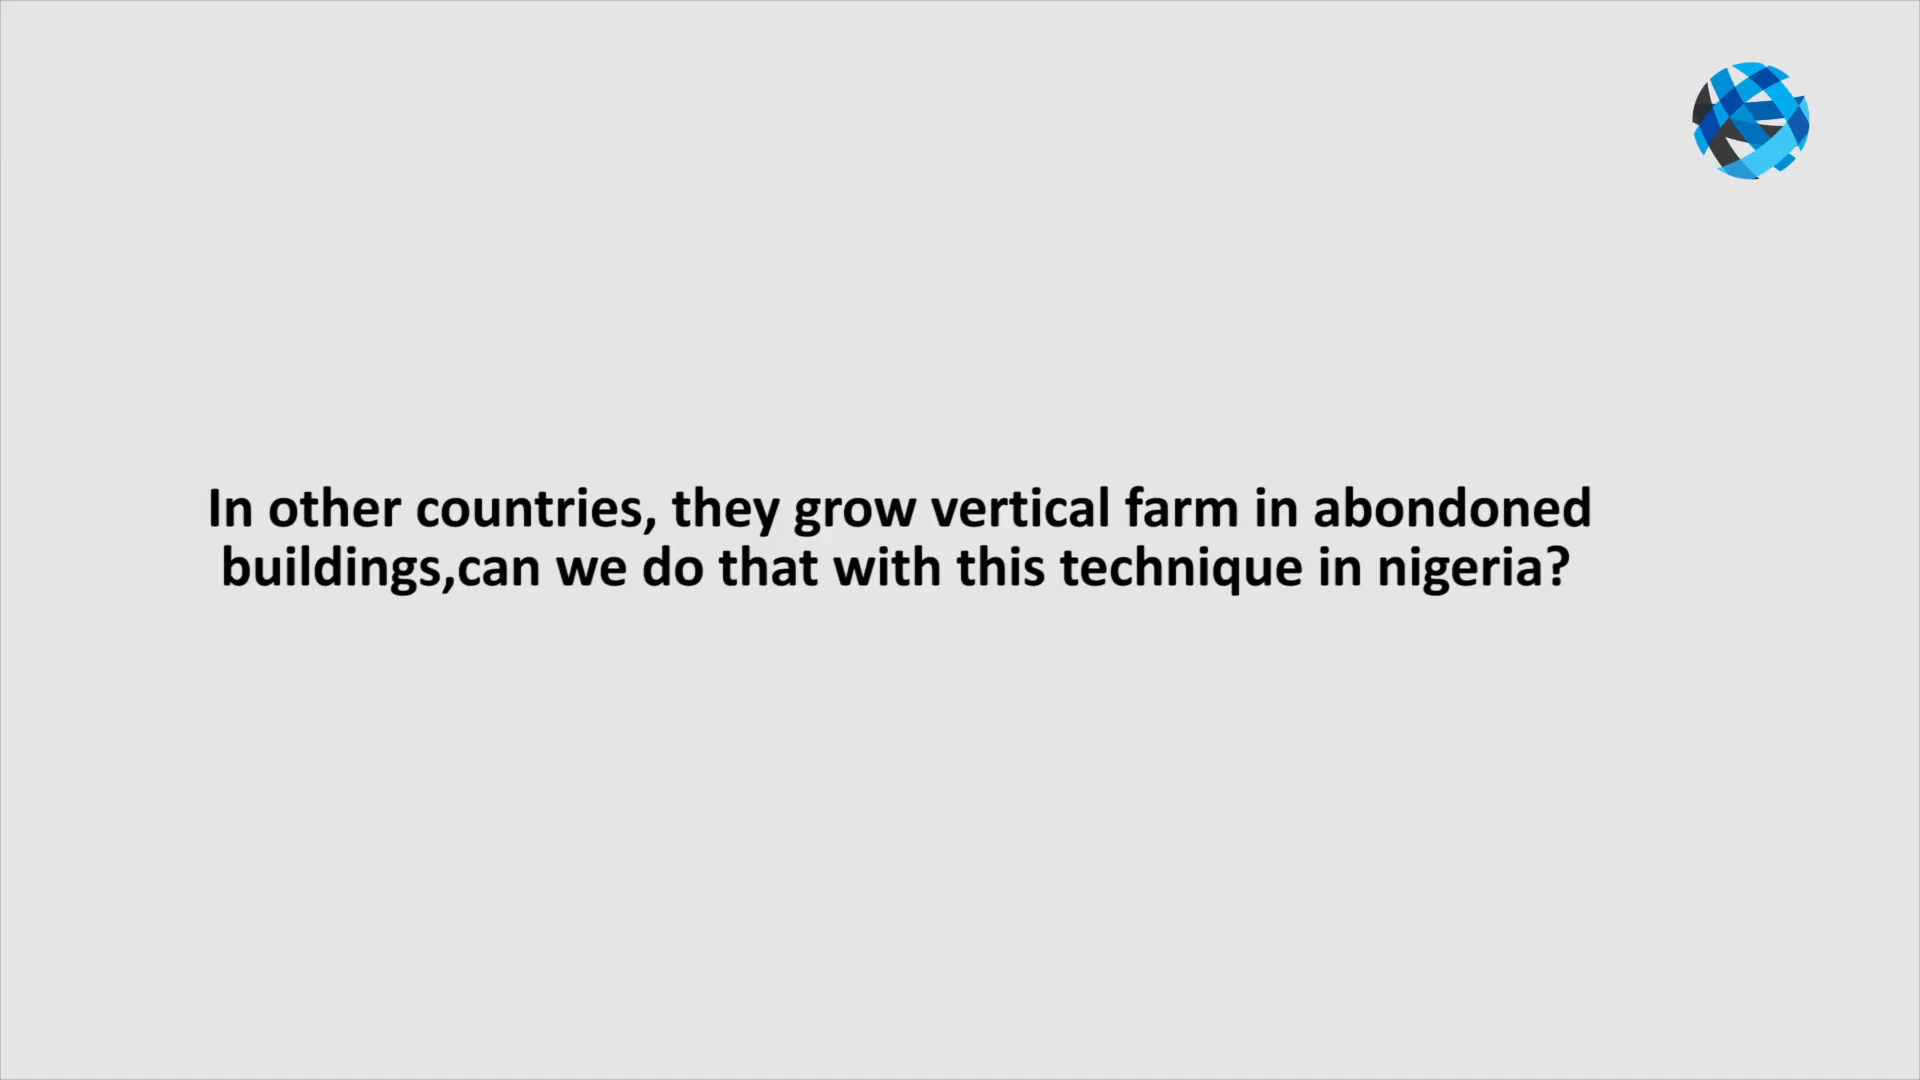 In other countries, they grow vertical farm in abondoned
buildings,can we do that with this technique in nigeria?